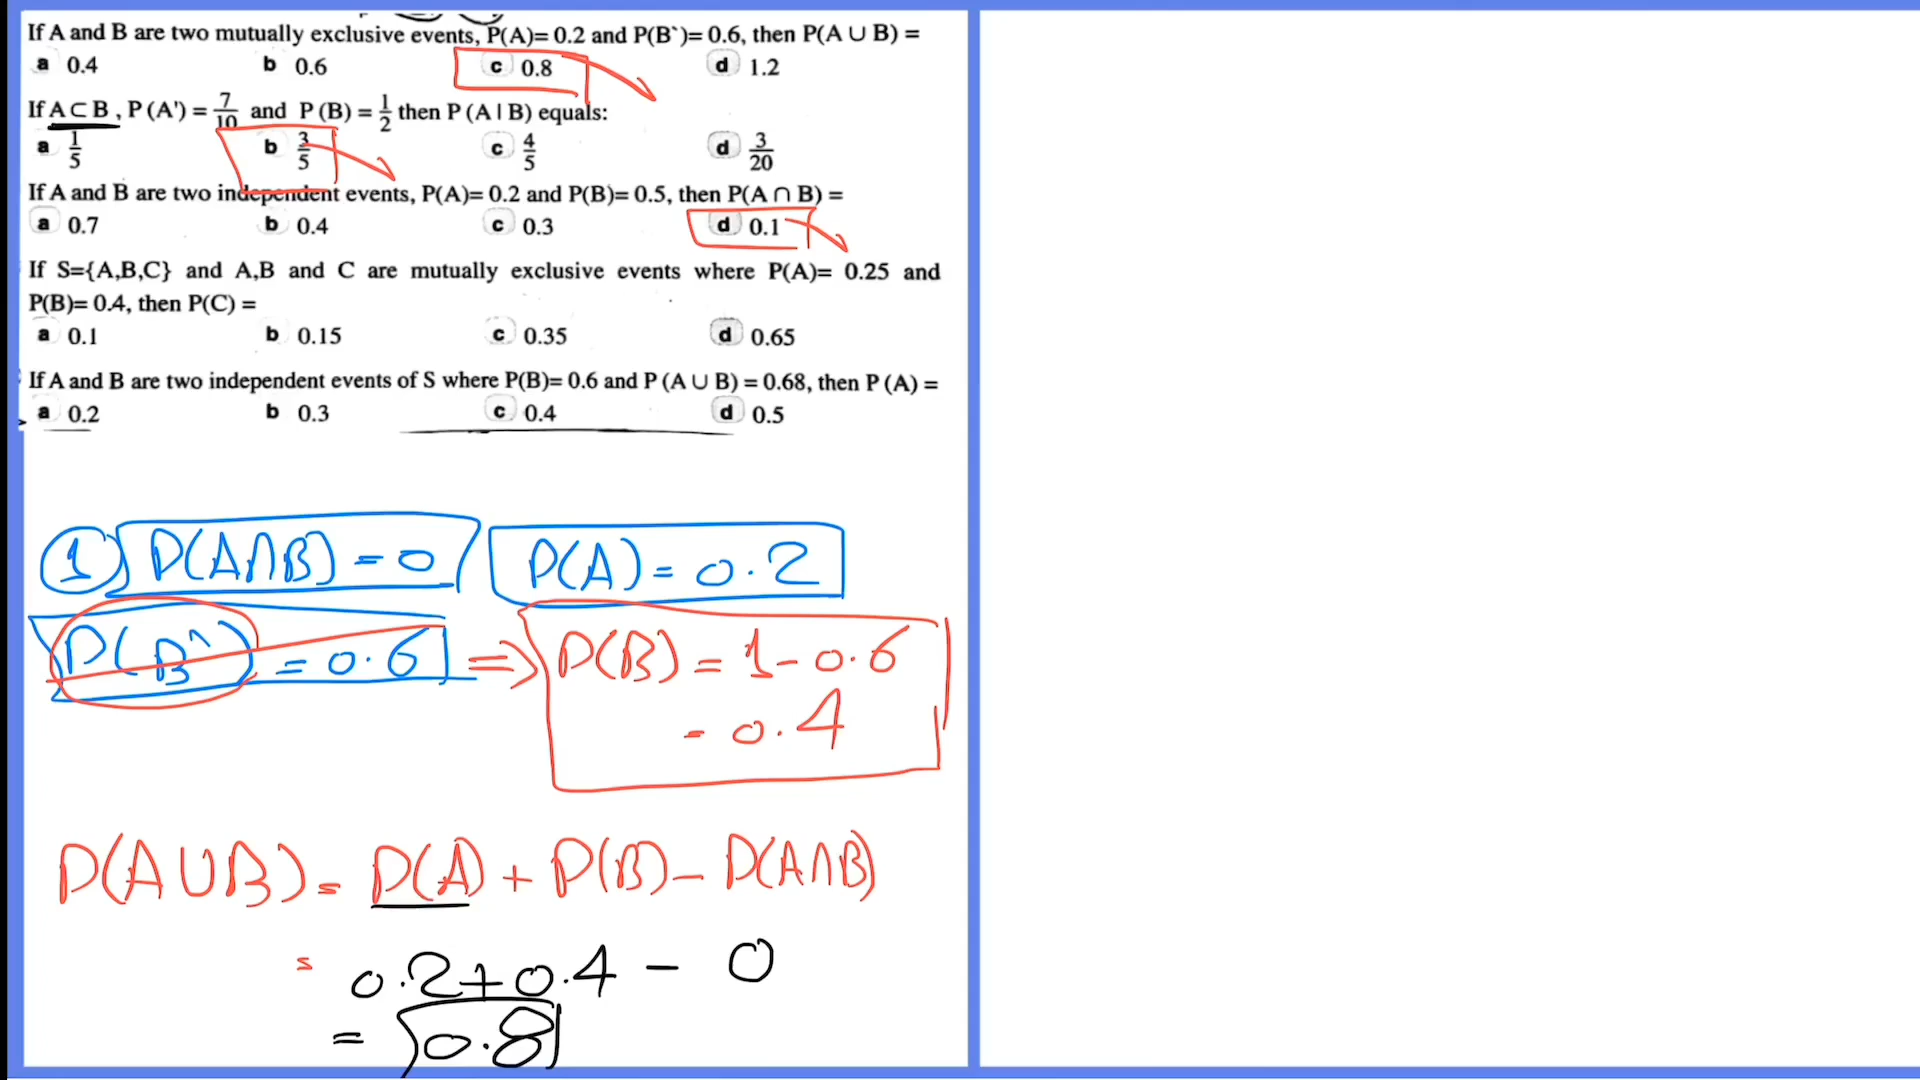 If A and B are two mutually exclusive events, P(A)= 0.2 and P(B`)= 0.6, then P(A ∪ B) =
a 0.4 b 0.6 c 0.8 d 1.2
If A ⊂ B , P (A') = 7/10 and P (B) = 1/2 then P (A | B) equals:
a 1/5 b 3/5 c 4/5 d 3/20
If A and B are two independent events, P(A)= 0.2 and P(B)= 0.5, then P(A ∩ B) =
a 0.7 b 0.4 c 0.3 d 0.1
If S={A,B,C} and A,B and C are mutually exclusive events where P(A)= 0.25 and
P(B)= 0.4, then P(C) =
a 0.1 b 0.15 c 0.35 d 0.65
If A and B are two independent events of S where P(B)= 0.6 and P (A ∪ B) = 0.68, then P (A) =
a 0.2 b 0.3 c 0.4 d 0.5
1 P(A∩B) = 0 P(A) = 0.2
P(B`) = 0.6 ⇒ P(B) = 1 - 0.6
= 0.4
P(A∪B) = P(A) + P(B) - P(A∩B)
= 0.2 + 0.4 - 0
= 0.8